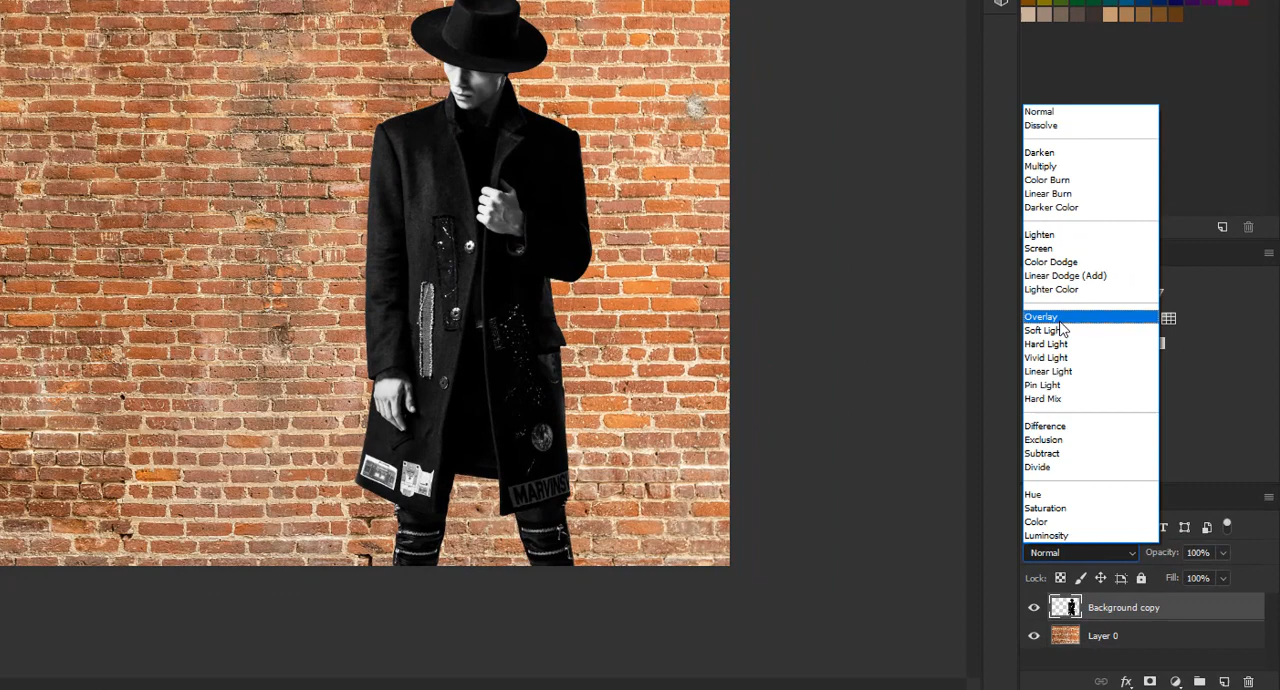 Normal
Dissolve
Darken
Multiply
Color Burn
Linear Burn
Darker Color
Lighten
Screen
Color Dodge
Linear Dodge (Add)
Lighter Color
Overlay
Soft Light
Hard Light
Vivid Light
Linear Light
Pin Light
Hard Mix
Difference
Exclusion
Subtract
Divide
Hue
Saturation
Color
Luminosity
Normal Opacity: 100%
Lock: Fill: 100%
Background copy
Layer 0
fx
MARVINS